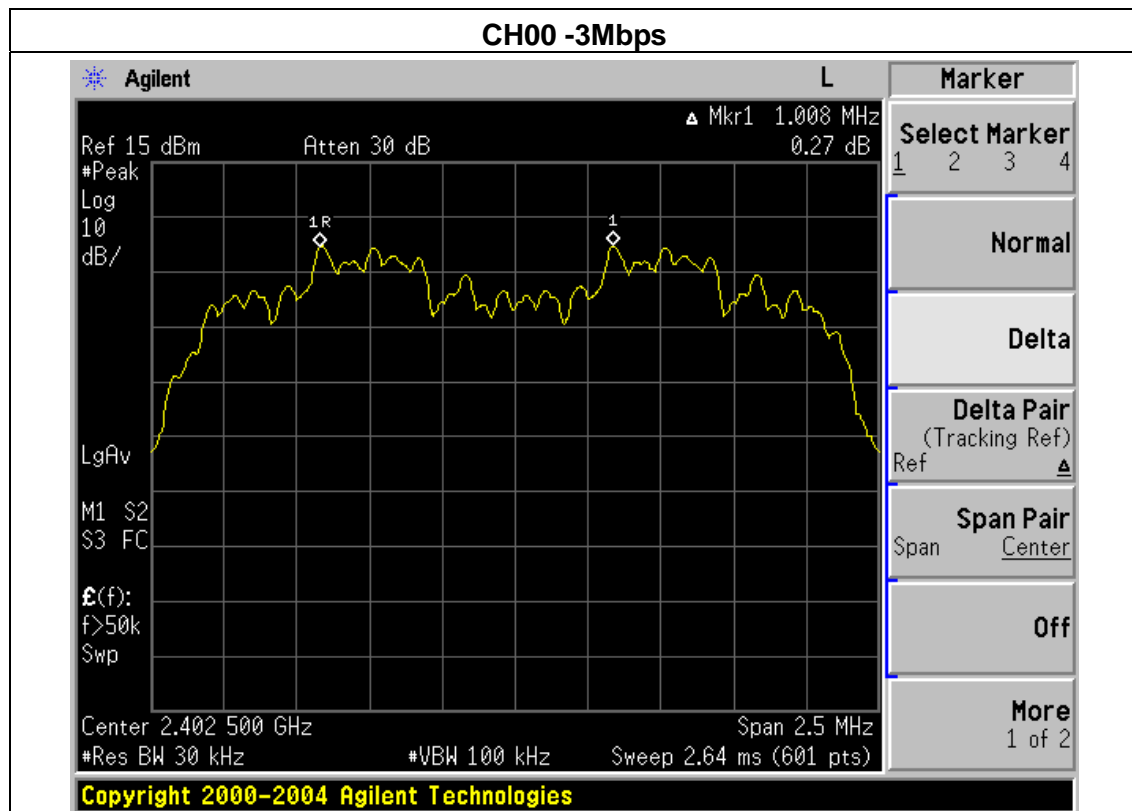 CH00 -3Mbps
Agilent L Marker
Δ Mkr1 1.008 MHz
Ref 15 dBm Atten 30 dB 0.27 dB
#Peak
Log
10
dB/
1R
1
LgAv
M1 S2
S3 FC
£(f):
f>50k
Swp
Center 2.402 500 GHz Span 2.5 MHz
#Res BW 30 kHz #VBW 100 kHz Sweep 2.64 ms (601 pts)
Copyright 2000-2004 Agilent Technologies
Select Marker
1 2 3 4
Normal
Delta
Delta Pair
(Tracking Ref)
Ref Δ
Span Pair
Span Center
Off
More
1 of 2